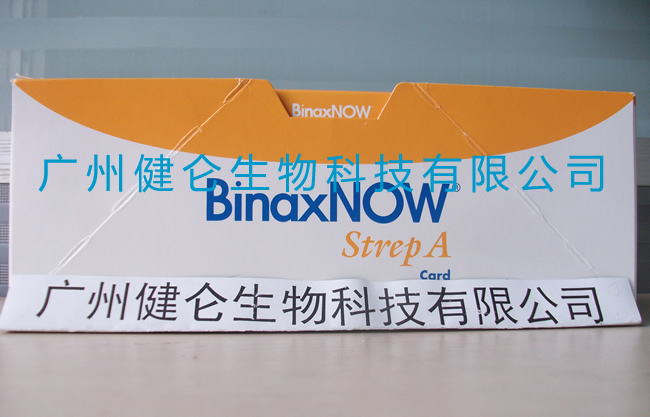 BinaxNOW
广州健仑生物科技有限公司
BinaxNOW®
Strep A
Card
广州健仑生物科技有限公司